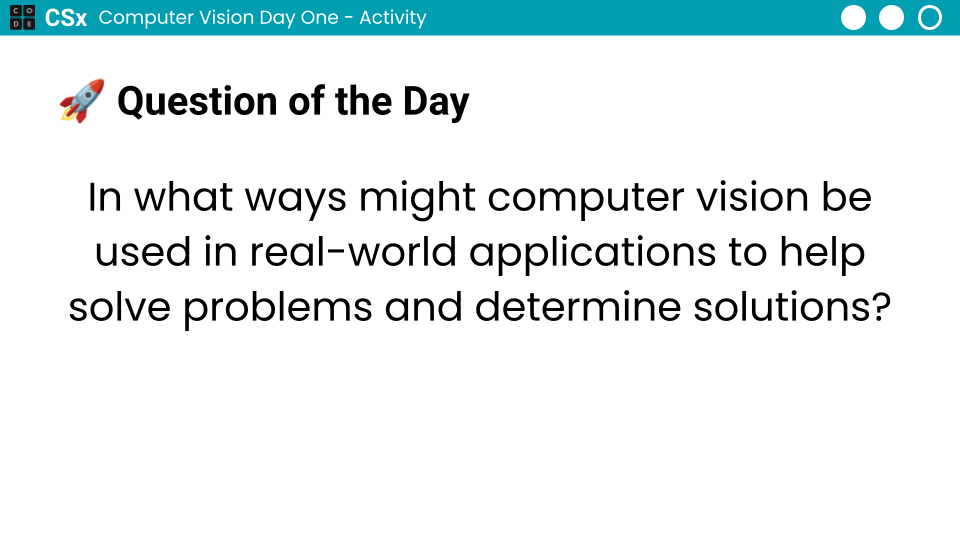 CODE CSx Computer Vision Day One - Activity
🚀 Question of the Day
In what ways might computer vision be
used in real-world applications to help
solve problems and determine solutions?